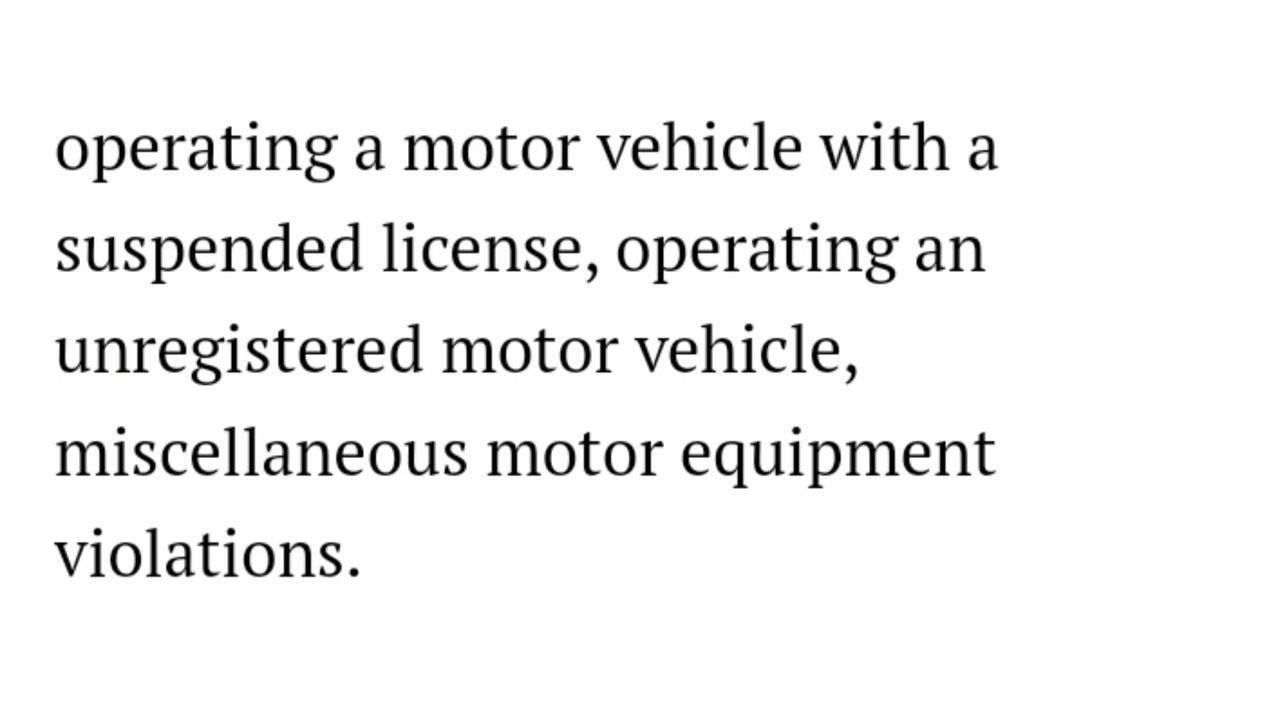 operating a motor vehicle with a
suspended license, operating an
unregistered motor vehicle,
miscellaneous motor equipment
violations.